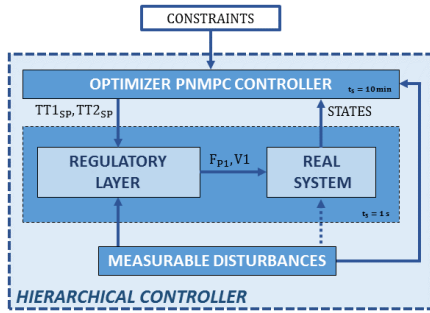 CONSTRAINTS
OPTIMIZER PNMPC CONTROLLER
tₛ = 10min
TT1SP, TT2SP
STATES
REGULATORY
LAYER
FP1, V1
REAL
SYSTEM
tₛ = 1 s
MEASURABLE DISTURBANCES
HIERARCHICAL CONTROLLER